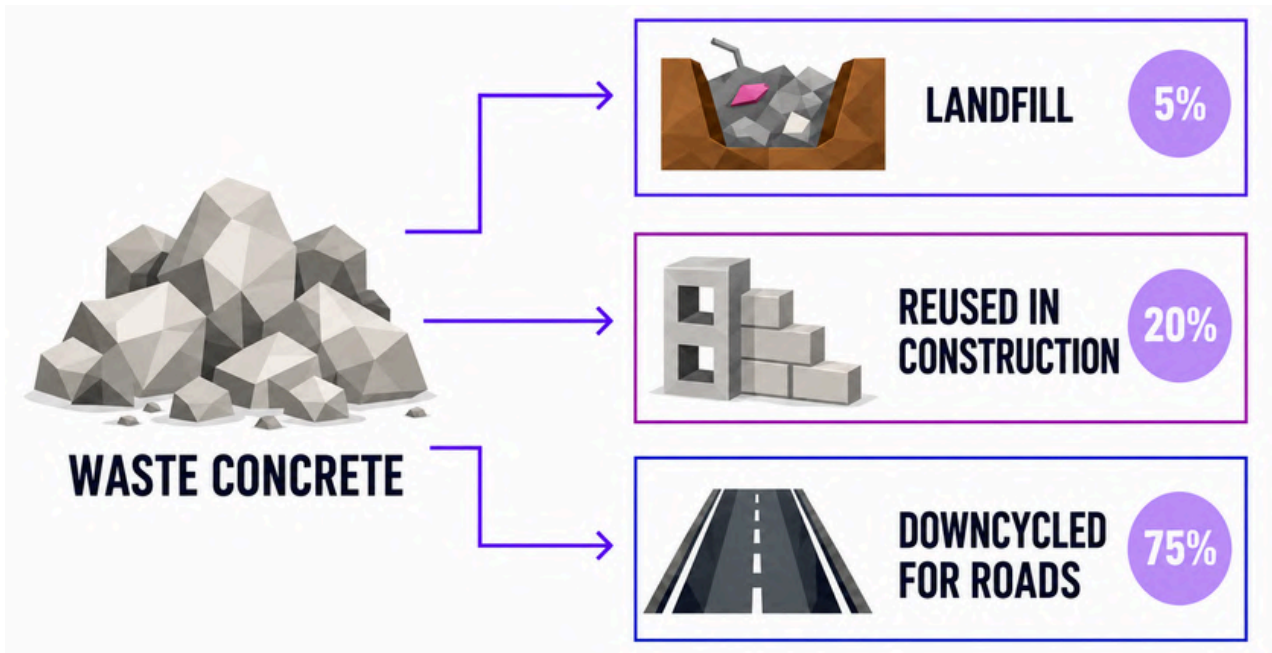 WASTE CONCRETE
LANDFILL
5%
REUSED IN
CONSTRUCTION
20%
DOWNCYCLED
FOR ROADS
75%